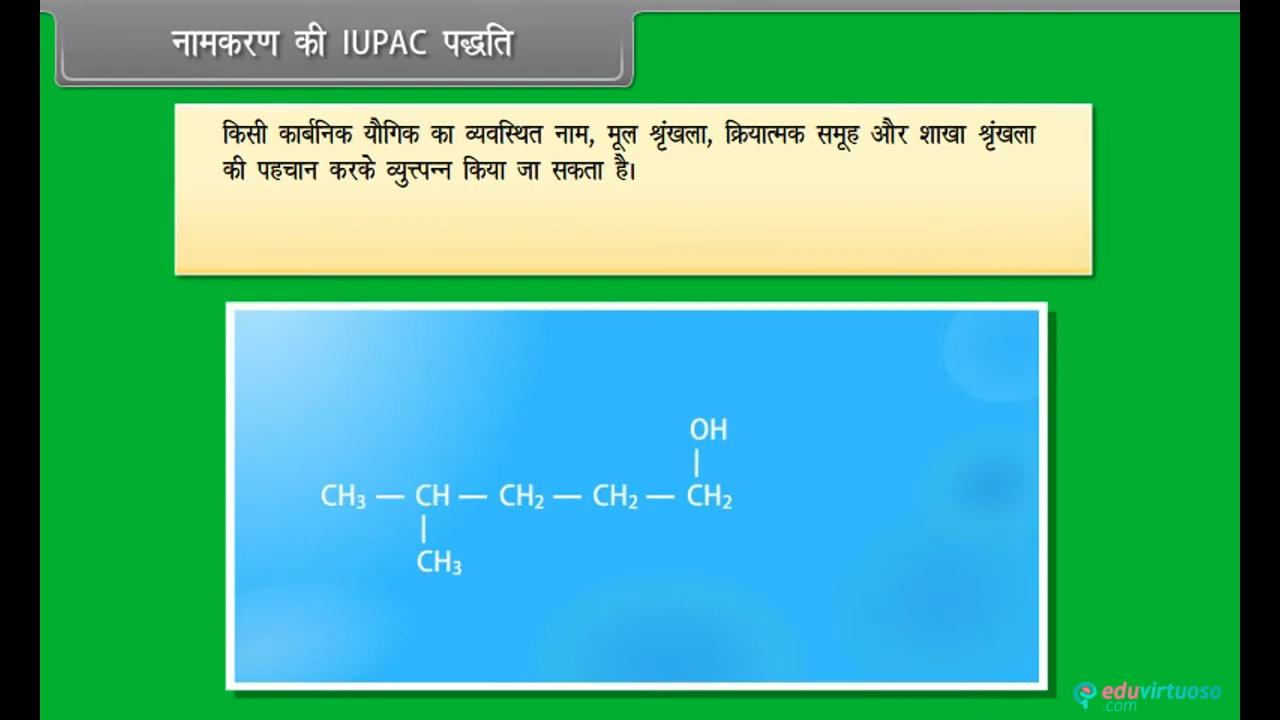 नामकरण की IUPAC पद्धति
किसी कार्बनिक यौगिक का व्यवस्थित नाम, मूल श्रृंखला, क्रियात्मक समूह और शाखा श्रृंखला
की पहचान करके व्युत्त्पन्न किया जा सकता है।
OH
|
CH₃ — CH — CH₂ — CH₂ — CH₂
|
CH₃
eduvirtuoso
.com